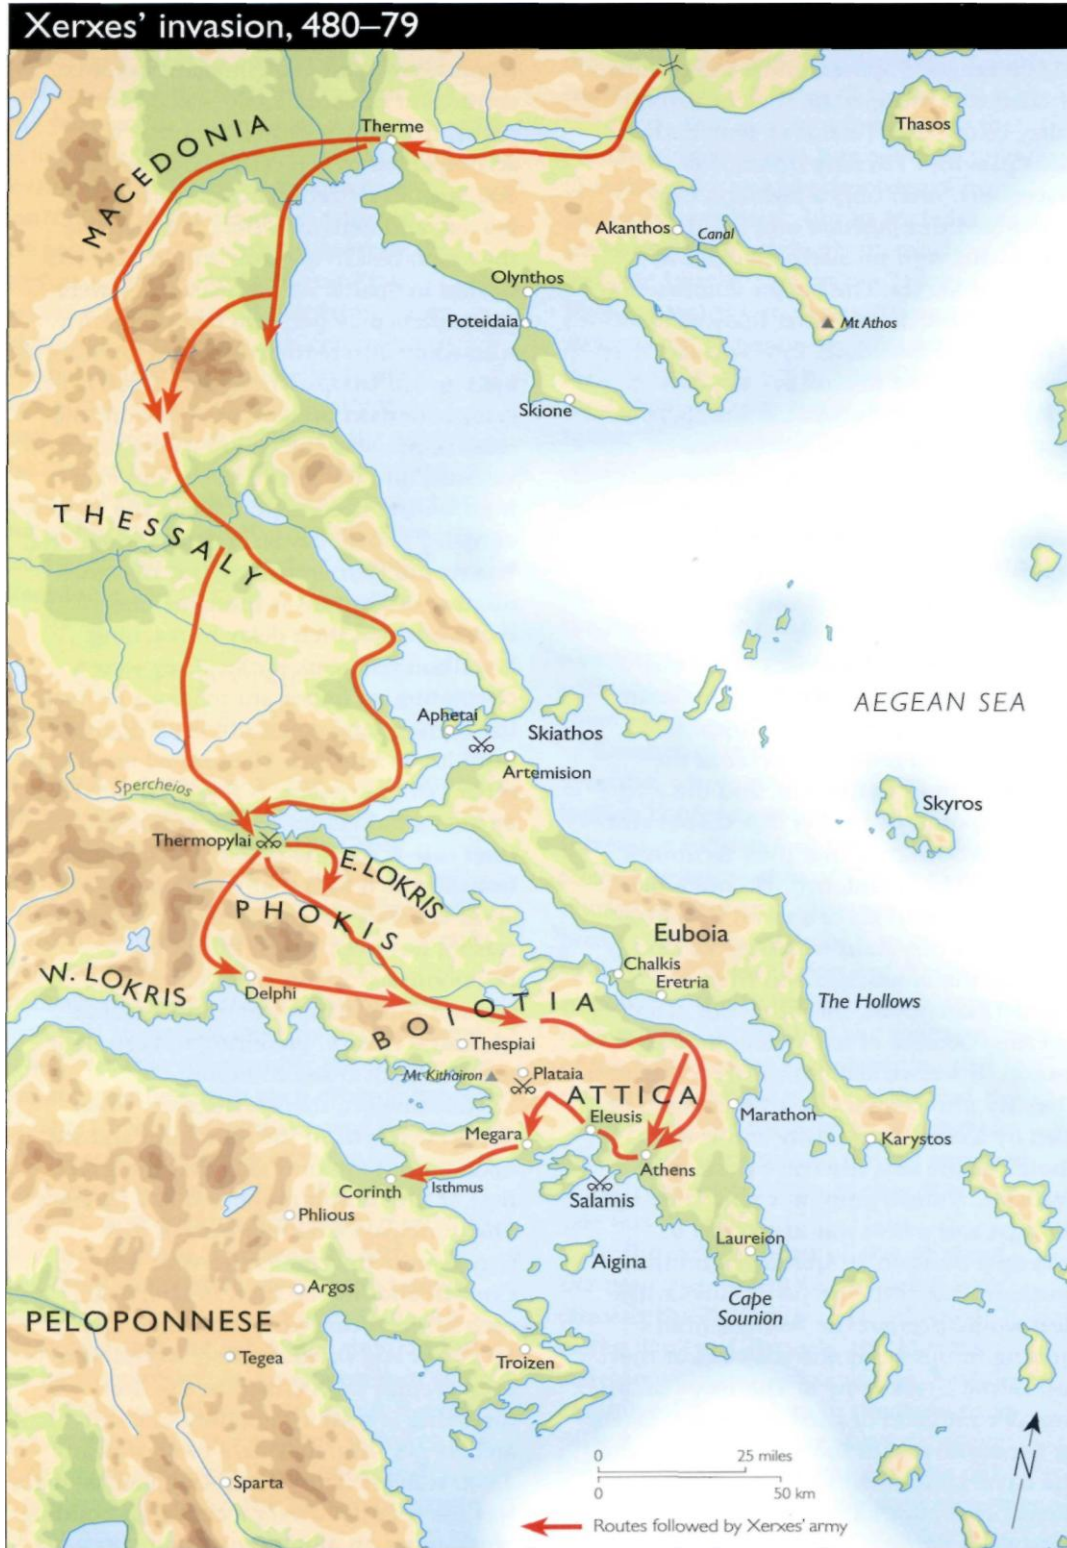 Xerxes’ invasion, 480–79
Therme
Thasos
MACEDONIA
Akanthos
Canal
Olynthos
Poteidaia
Mt Athos
Skione
THESSALY
AEGEAN SEA
Aphetai
Skiathos
Artemision
Spercheios
Skyros
Thermopylai
E. LOKRIS
PHOKIS
Euboia
Chalkis
Eretria
W. LOKRIS
Delphi
The Hollows
BOIOTIA
Thespiai
Mt Kithairon
Plataia
ATTICA
Eleusis
Marathon
Megara
Karystos
Athens
Corinth
Isthmus
Salamis
Phlious
Laureion
Aigina
Argos
Cape
Sounion
PELOPONNESE
Tegea
Troizen
Sparta
0 25 miles
0 50 km
N
Routes followed by Xerxes’ army